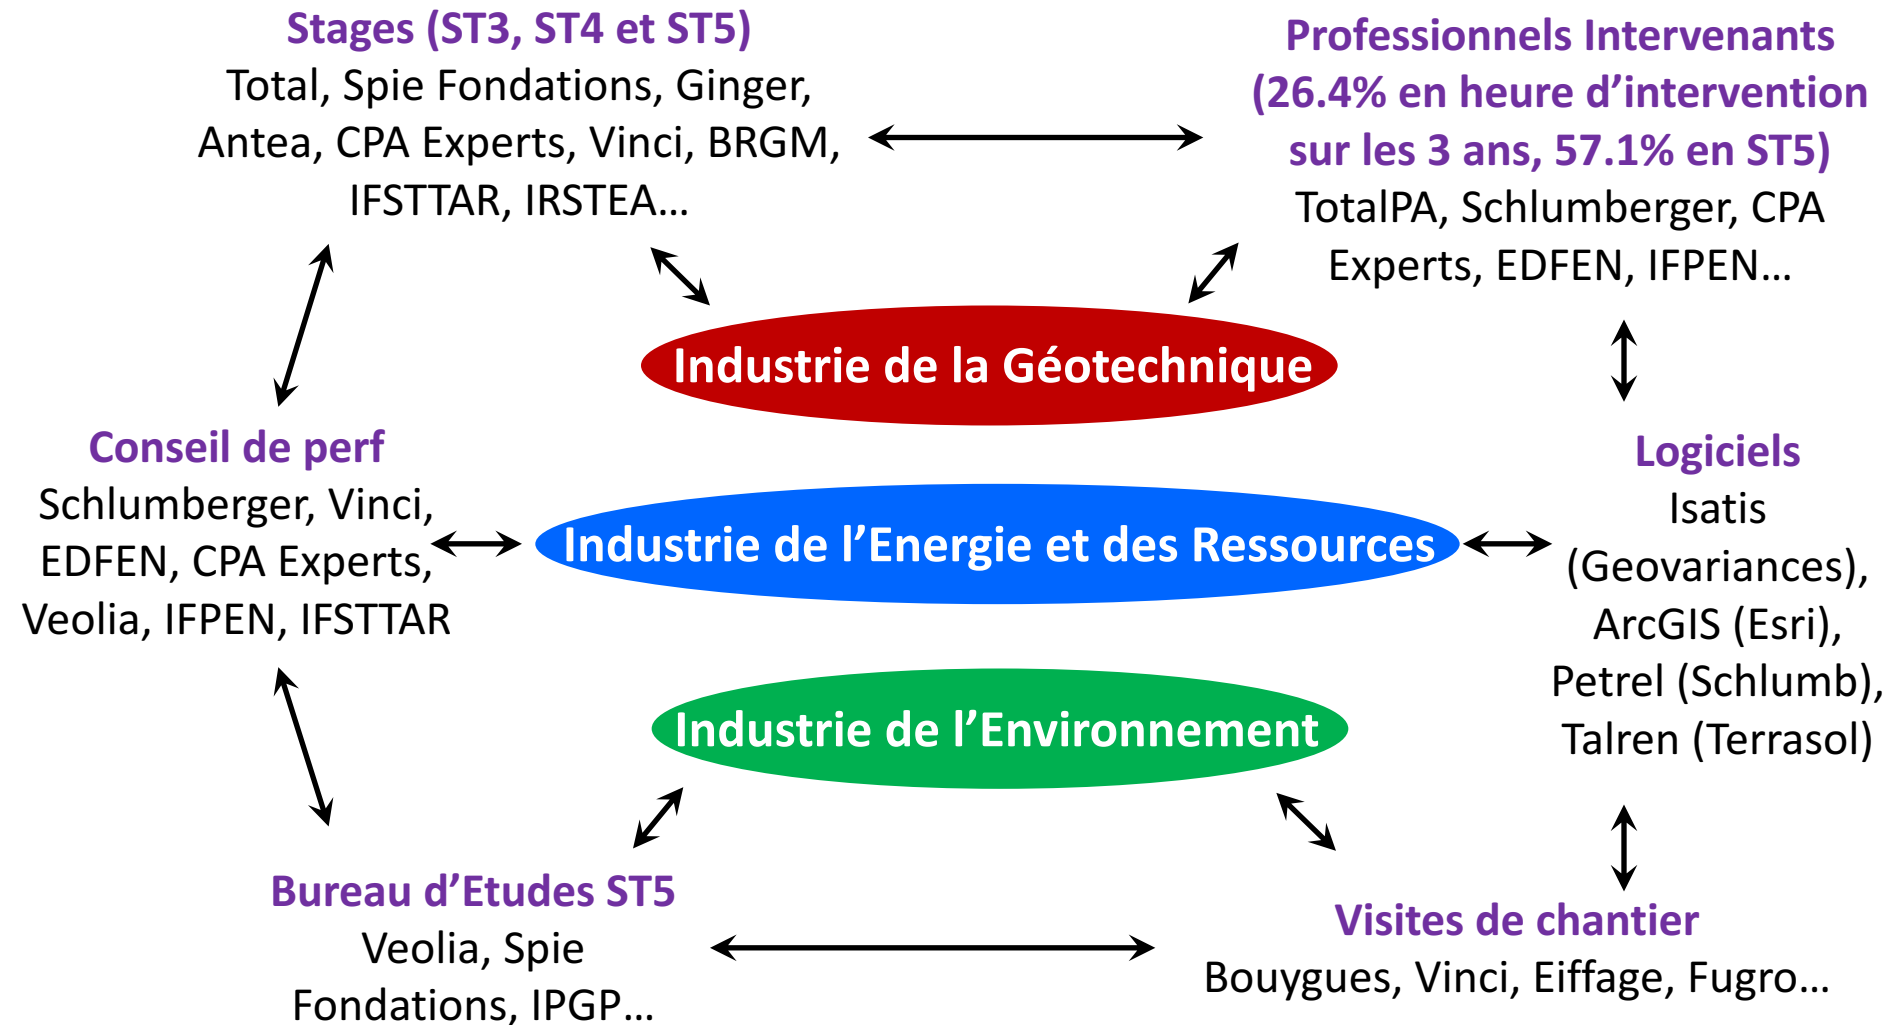 Stages (ST3, ST4 et ST5)
Total, Spie Fondations, Ginger,
Antea, CPA Experts, Vinci, BRGM,
IFSTTAR, IRSTEA…
Professionnels Intervenants
(26.4% en heure d’intervention
sur les 3 ans, 57.1% en ST5)
TotalPA, Schlumberger, CPA
Experts, EDFEN, IFPEN…
Industrie de la Géotechnique
Conseil de perf
Schlumberger, Vinci,
EDFEN, CPA Experts,
Veolia, IFPEN, IFSTTAR
Industrie de l’Energie et des Ressources
Logiciels
Isatis
(Geovariances),
ArcGIS (Esri),
Petrel (Schlumb),
Talren (Terrasol)
Industrie de l’Environnement
Bureau d’Etudes ST5
Veolia, Spie
Fondations, IPGP…
Visites de chantier
Bouygues, Vinci, Eiffage, Fugro…